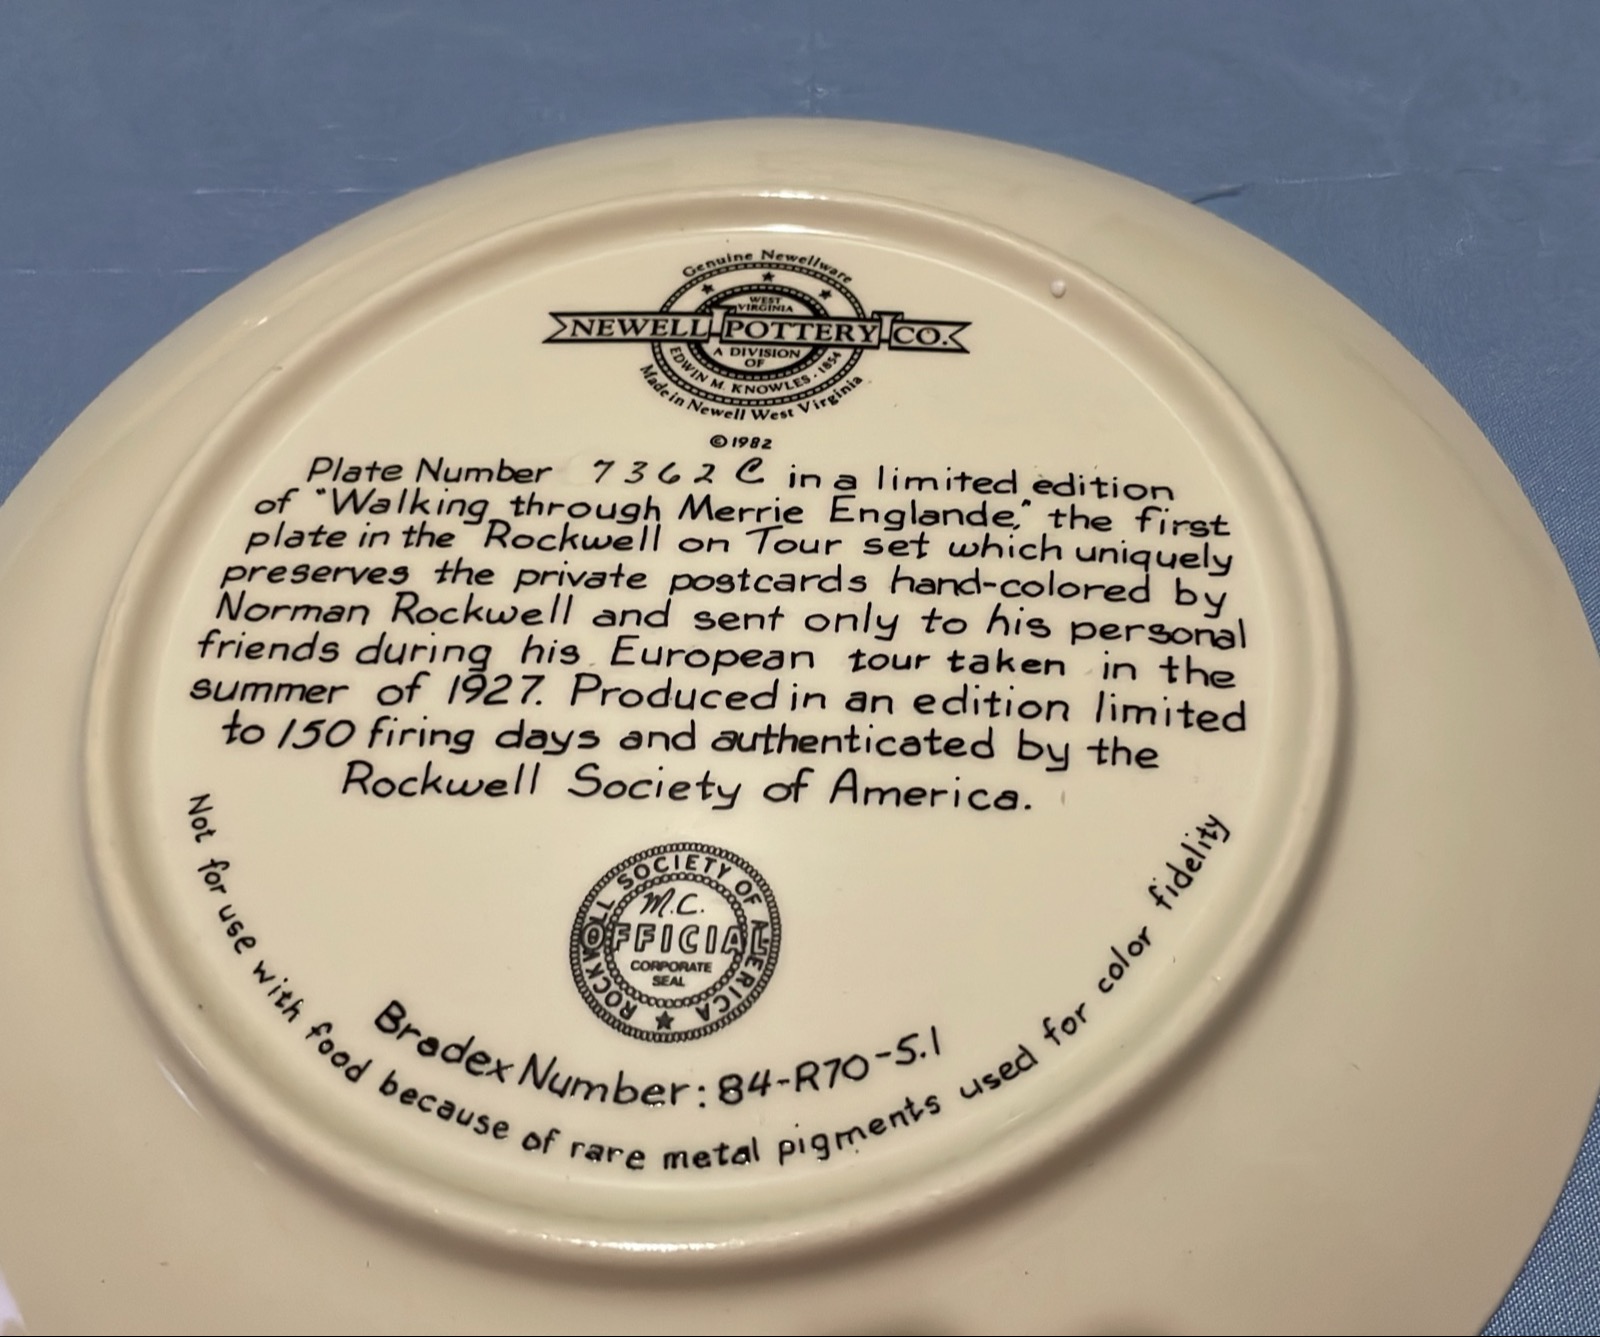 Genuine Newellware
WEST
VIRGINIA
NEWELL POTTERY CO.
A DIVISION
OF
EDWIN M. KNOWLES · 1854
Made in Newell West Virginia
©1982
Plate Number 7362C in a limited edition
of "Walking through Merrie Englande," the first
plate in the Rockwell on Tour set which uniquely
preserves the private postcards hand-colored by
Norman Rockwell and sent only to his personal
friends during his European tour taken in the
summer of 1927. Produced in an edition limited
to 150 firing days and authenticated by the
Rockwell Society of America.
ROCKWELL SOCIETY OF AMERICA
M.C.
OFFICIAL
CORPORATE
SEAL
Bradex Number: 84-R70-5.1
Not for use with food because of rare metal pigments used for color fidelity